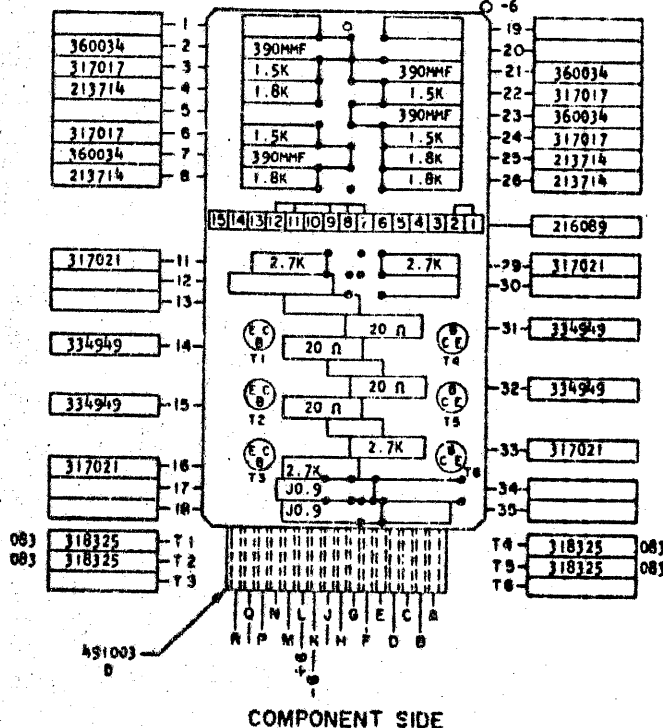 -6
-1-
360034 -2-
317017 -3-
213714 -4-
-5-
317017 -6-
360034 -7-
213714 -8-
390MMF
1.5K
1.8K
1.5K
390MMF
1.8K
390MMF
1.5K
390MMF
1.5K
1.8K
1.8K
-19-
-20-
-21- 360034
-22- 317017
-23- 360034
-24- 317017
-25- 213714
-26- 213714
15 14 13 12 11 10 9 8 7 6 5 4 3 2 1
216089
317021 -11-
-12-
-13-
334949 -14-
334949 -15-
317021 -16-
-17-
-18-
2.7K
2.7K
20 Ω
20 Ω
20 Ω
20 Ω
2.7K
2.7K
J0.9
J0.9
E C B
T1
E C B
T2
E C B
T3
B C E
T4
B C E
T5
B C E
T6
-29- 317021
-30-
-31- 334949
-32- 334949
-33- 317021
-34-
-35-
083 318325 -T1
083 318325 -T2
-T3
T4- 318325 083
T5- 318325 083
T6-
R Q P N M L K J H G F E D C B A
+
-
491003
D
COMPONENT SIDE